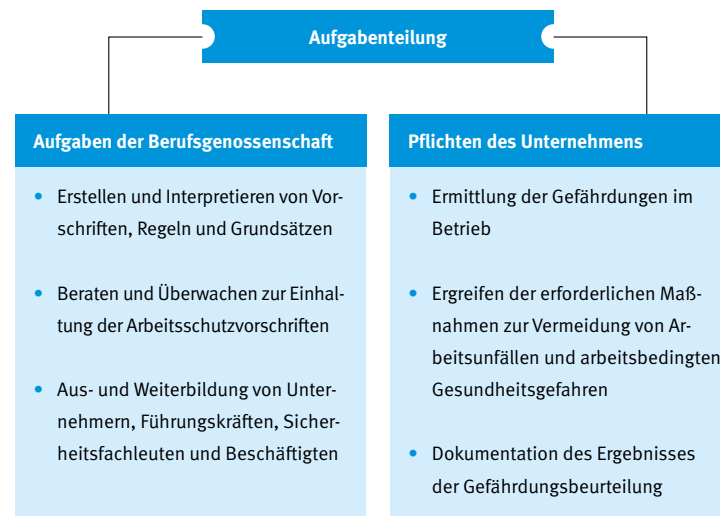 Aufgabenteilung
Aufgaben der Berufsgenossenschaft
• Erstellen und Interpretieren von Vor-
schriften, Regeln und Grundsätzen
• Beraten und Überwachen zur Einhal-
tung der Arbeitsschutzvorschriften
• Aus- und Weiterbildung von Unter-
nehmern, Führungskräften, Sicher-
heitsfachleuten und Beschäftigten
Pflichten des Unternehmens
• Ermittlung der Gefährdungen im
Betrieb
• Ergreifen der erforderlichen Maß-
nahmen zur Vermeidung von Ar-
beitsunfällen und arbeitsbedingten
Gesundheitsgefahren
• Dokumentation des Ergebnisses
der Gefährdungsbeurteilung